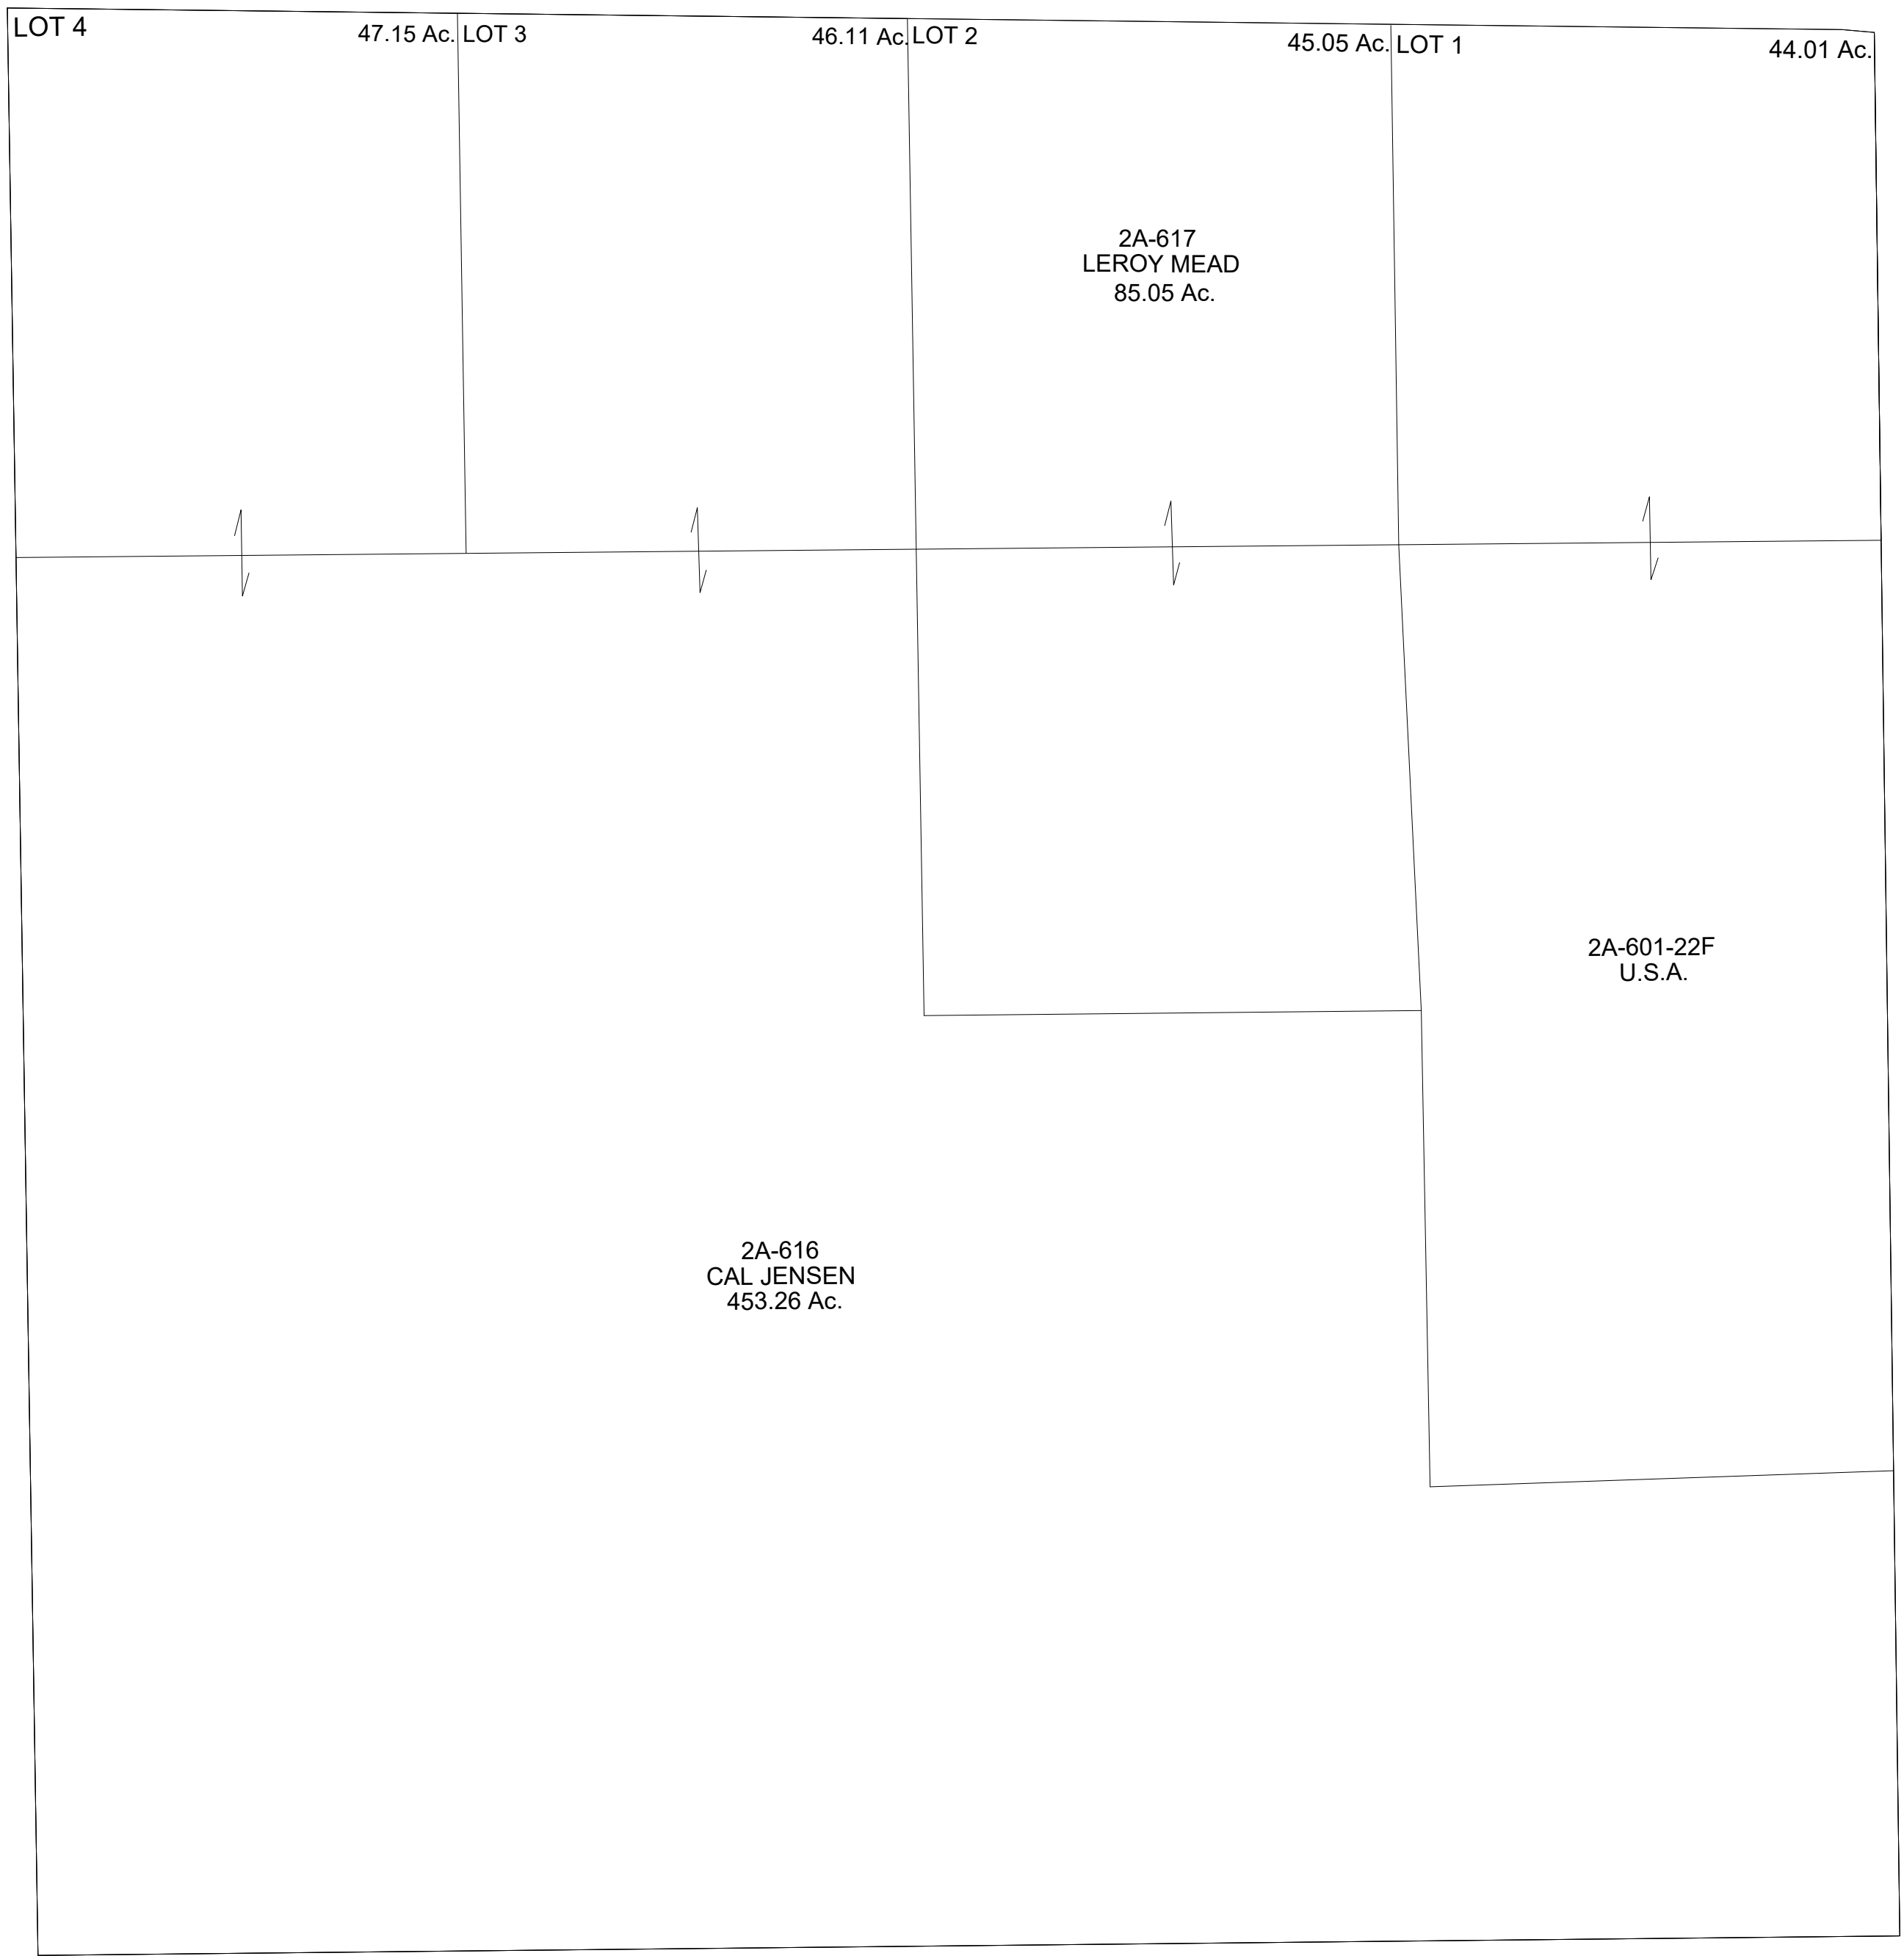 LOT 4
47.15 Ac.
LOT 3
46.11 Ac.
LOT 2
45.05 Ac.
LOT 1
44.01 Ac.
2A-617
LEROY MEAD
85.05 Ac.
2A-601-22F
U.S.A.
2A-616
CAL JENSEN
453.26 Ac.